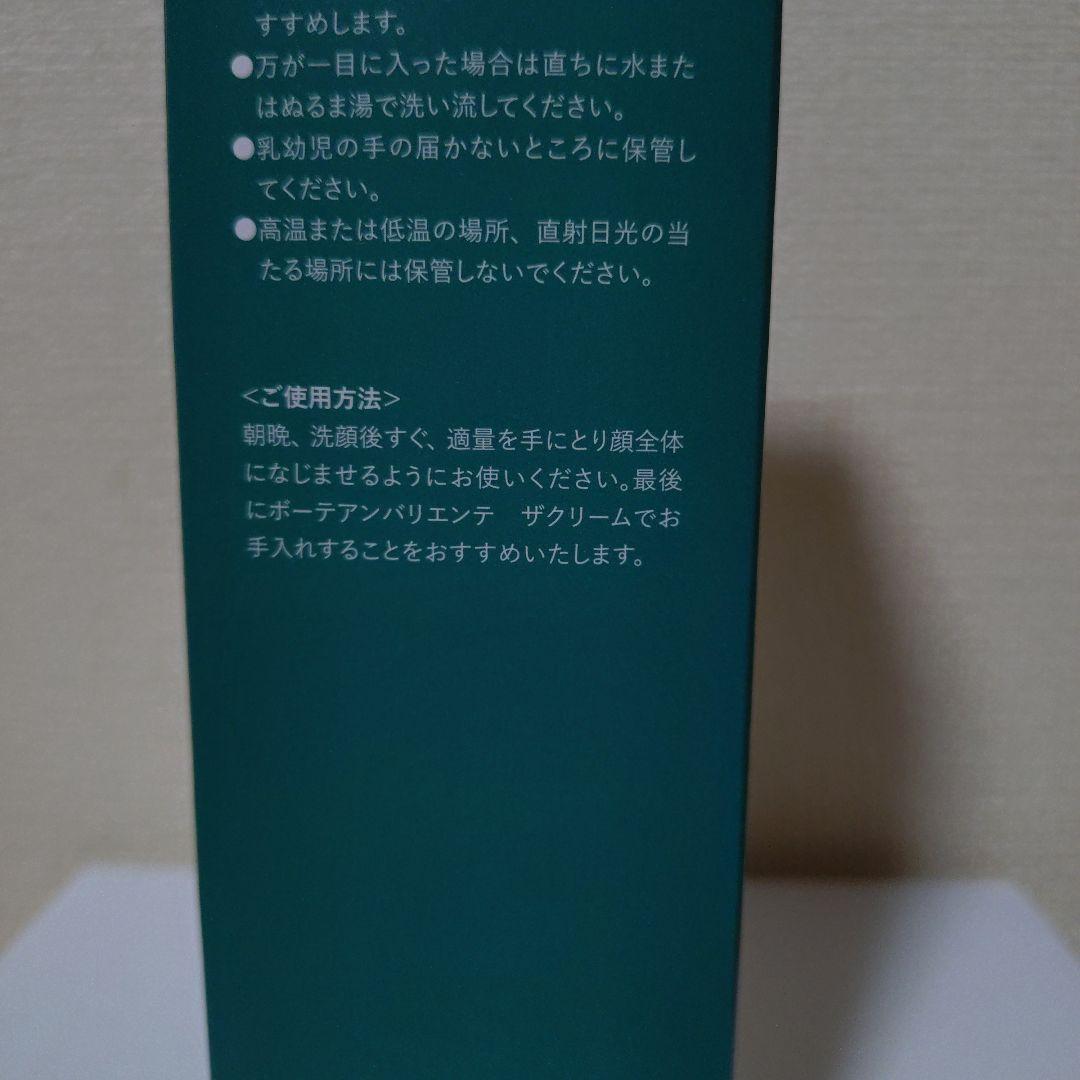 すすめします。
●万が一目に入った場合は直ちに水また
はぬるま湯で洗い流してください。
●乳幼児の手の届かないところに保管し
てください。
●高温または低温の場所、直射日光の当
たる場所には保管しないでください。
<ご使用方法>
朝晩、洗顔後すぐ、適量を手にとり顔全体
になじませるようにお使いください。最後
にボーテアンバリエンテ　ザクリームでお
手入れすることをおすすめいたします。